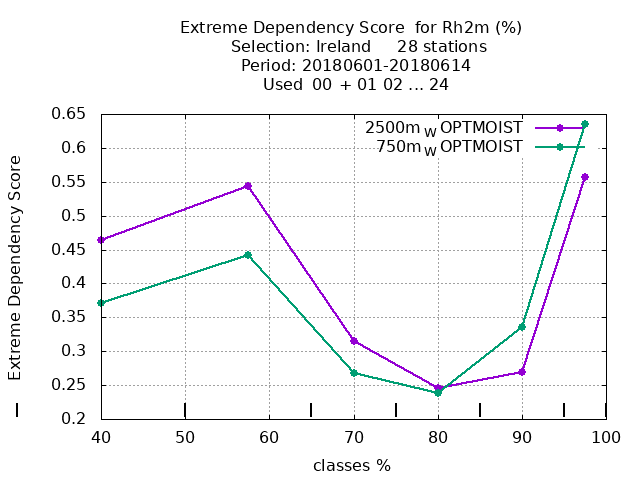 Extreme Dependency Score  for Rh2m (%)
Selection: Ireland     28 stations
Period: 20180601-20180614
Used  00 + 01 02 ... 24
2500m_W OPTMOIST
750m_W OPTMOIST
Extreme Dependency Score
0.65
0.6
0.55
0.5
0.45
0.4
0.35
0.3
0.25
0.2
40 50 60 70 80 90 100
classes %